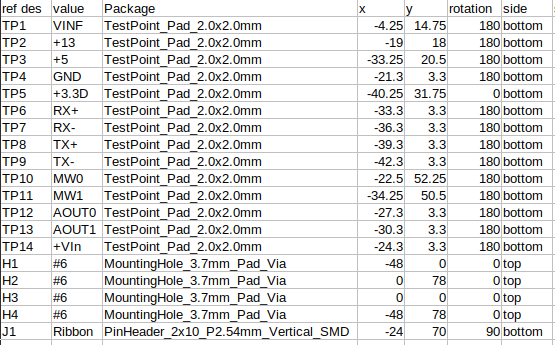 ref des value Package x y rotation side
TP1 VINF TestPoint_Pad_2.0x2.0mm -4.25 14.75 180 bottom
TP2 +13 TestPoint_Pad_2.0x2.0mm -19 18 180 bottom
TP3 +5 TestPoint_Pad_2.0x2.0mm -33.25 20.5 180 bottom
TP4 GND TestPoint_Pad_2.0x2.0mm -21.3 3.3 180 bottom
TP5 +3.3D TestPoint_Pad_2.0x2.0mm -40.25 31.75 0 bottom
TP6 RX+ TestPoint_Pad_2.0x2.0mm -33.3 3.3 180 bottom
TP7 RX- TestPoint_Pad_2.0x2.0mm -36.3 3.3 180 bottom
TP8 TX+ TestPoint_Pad_2.0x2.0mm -39.3 3.3 180 bottom
TP9 TX- TestPoint_Pad_2.0x2.0mm -42.3 3.3 180 bottom
TP10 MW0 TestPoint_Pad_2.0x2.0mm -22.5 52.25 180 bottom
TP11 MW1 TestPoint_Pad_2.0x2.0mm -34.25 50.5 180 bottom
TP12 AOUT0 TestPoint_Pad_2.0x2.0mm -27.3 3.3 180 bottom
TP13 AOUT1 TestPoint_Pad_2.0x2.0mm -30.3 3.3 180 bottom
TP14 +VIn TestPoint_Pad_2.0x2.0mm -24.3 3.3 180 bottom
H1 #6 MountingHole_3.7mm_Pad_Via -48 0 0 top
H2 #6 MountingHole_3.7mm_Pad_Via 0 78 0 top
H3 #6 MountingHole_3.7mm_Pad_Via 0 0 0 top
H4 #6 MountingHole_3.7mm_Pad_Via -48 78 0 top
J1 Ribbon PinHeader_2x10_P2.54mm_Vertical_SMD -24 70 90 bottom